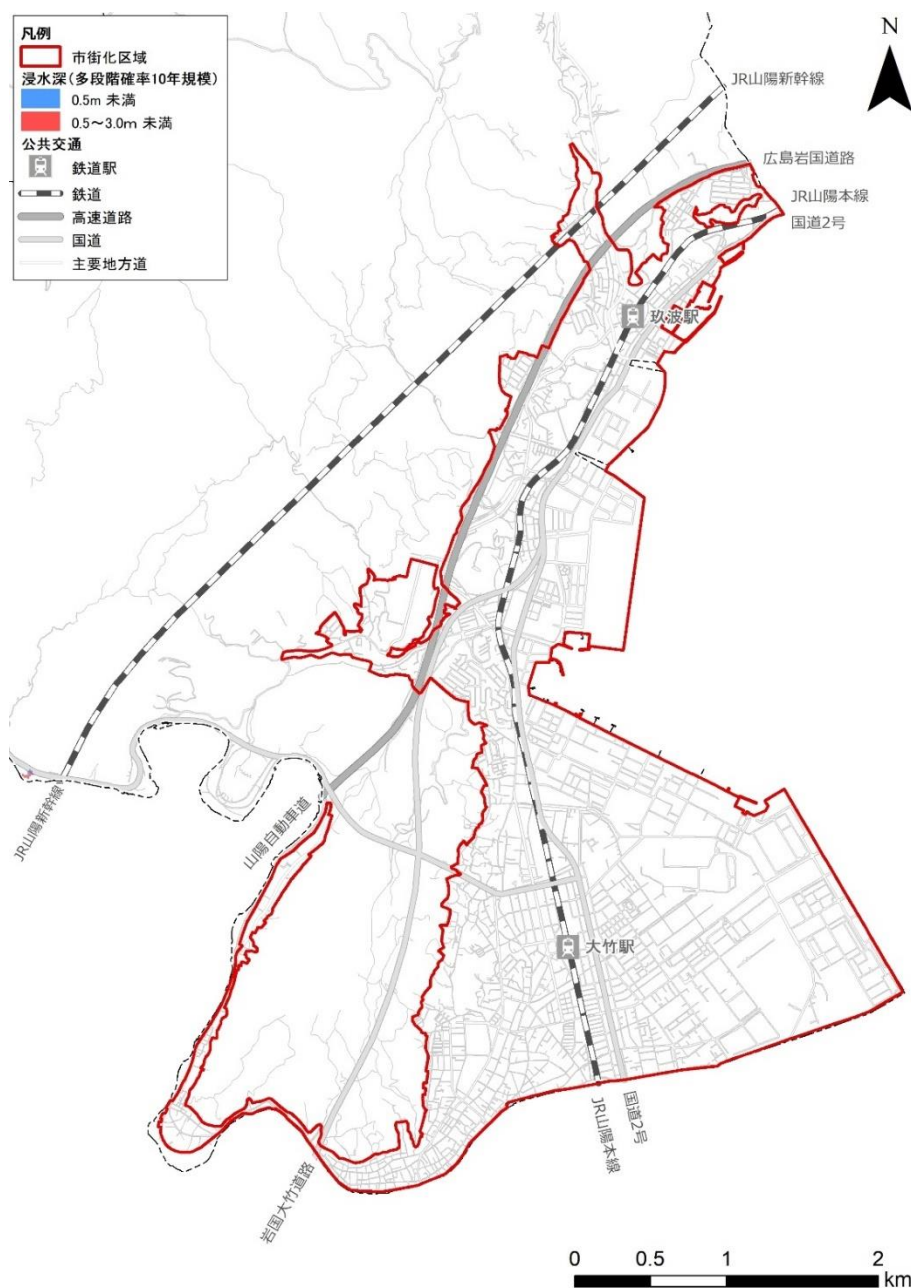 凡例
市街化区域
浸水深(多段階確率10年規模)
0.5m 未満
0.5～3.0m 未満
公共交通
鉄道駅
鉄道
高速道路
国道
主要地方道
N
JR山陽新幹線
広島岩国道路
JR山陽本線
国道2号
玖波駅
JR山陽新幹線
山陽自動車道
大竹駅
岩国大竹道路
JR山陽本線
国道2号
0 0.5 1 2
km